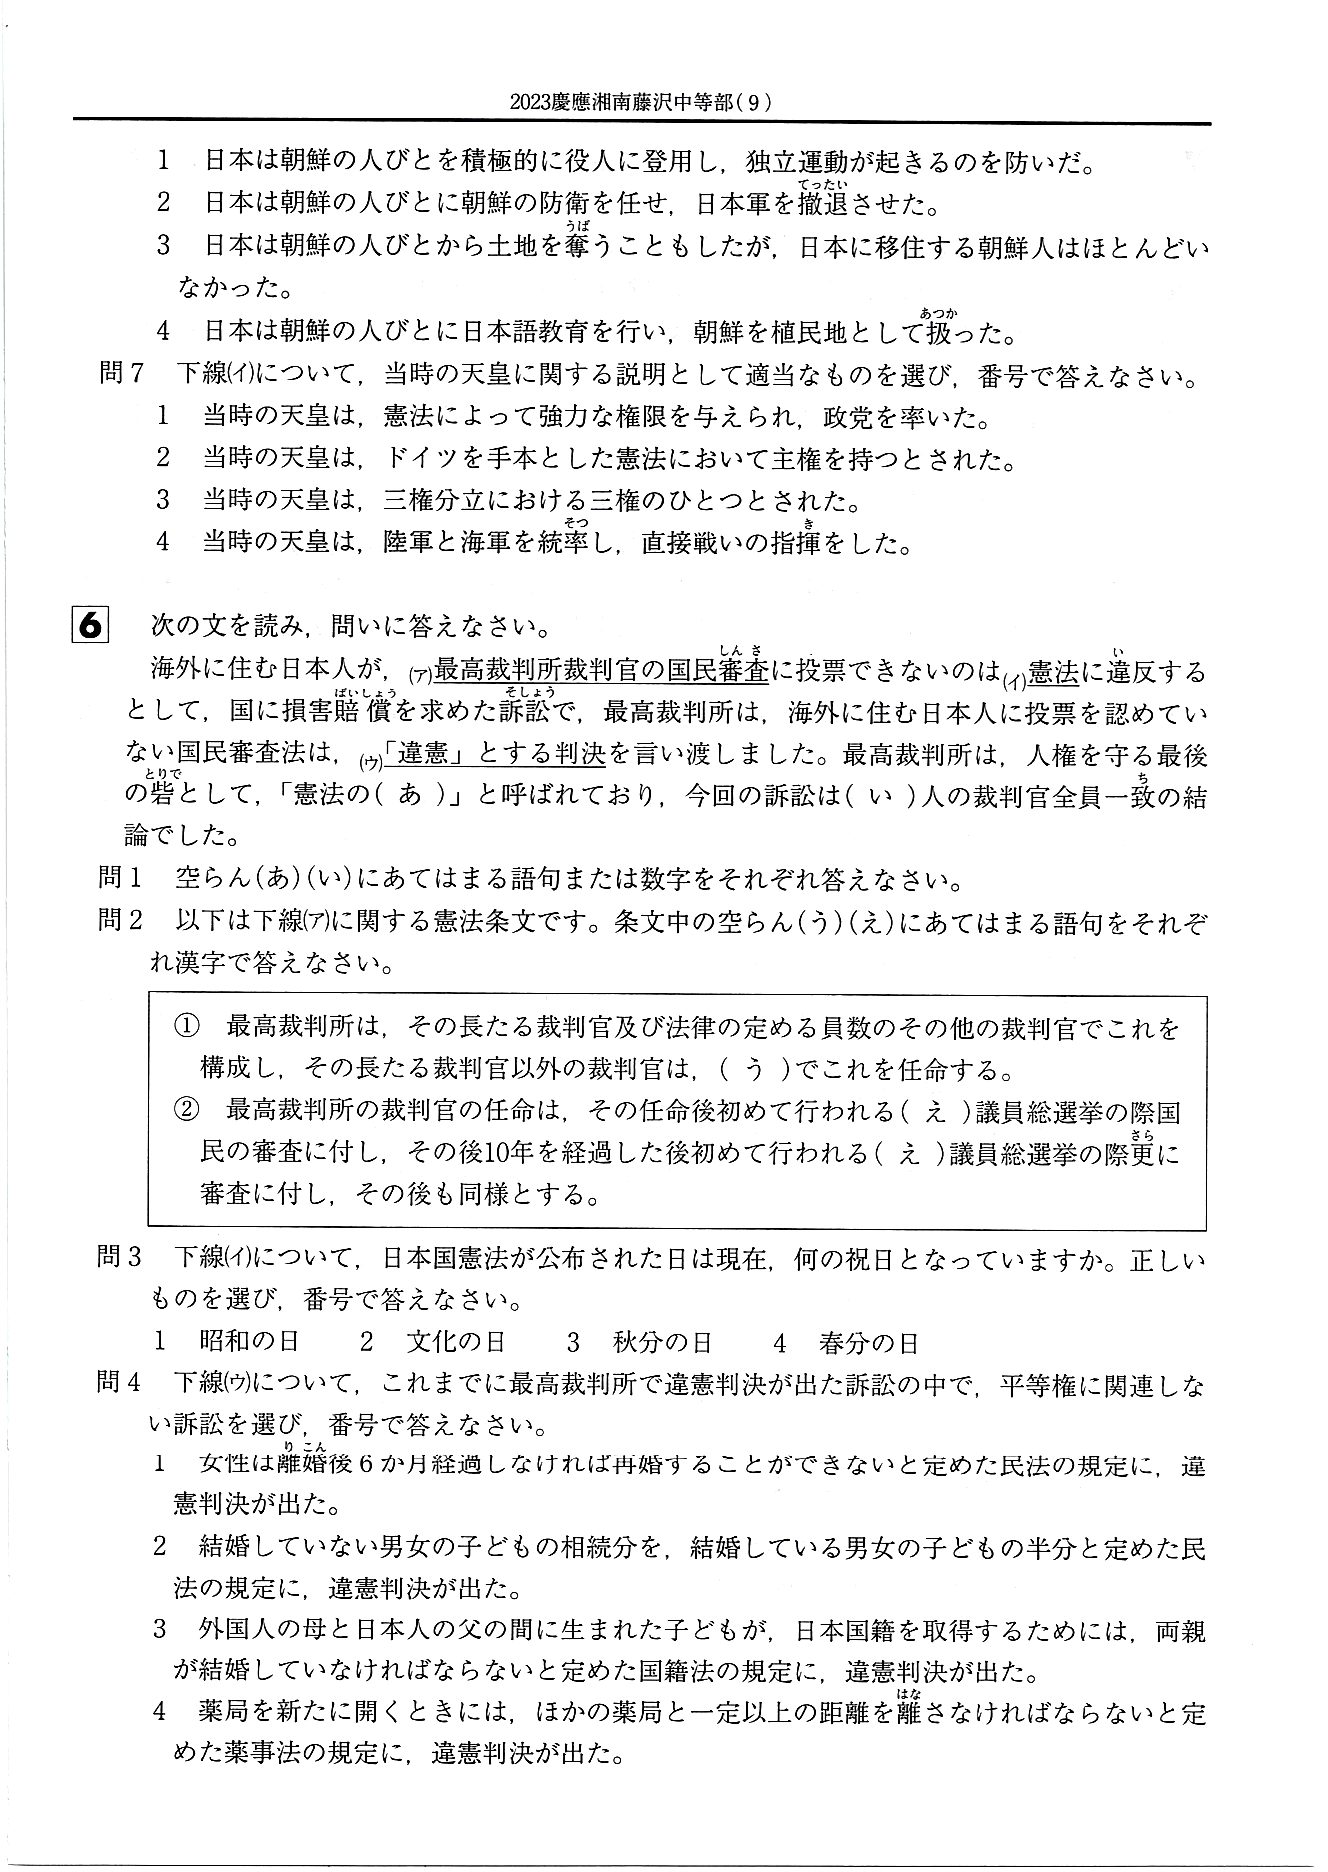 2023慶應湘南藤沢中等部(9)
1 日本は朝鮮の人びとを積極的に役人に登用し，独立運動が起きるのを防いだ。
2 日本は朝鮮の人びとに朝鮮の防衛を任せ，日本軍を撤退させた。
3 日本は朝鮮の人びとから土地を奪うこともしたが，日本に移住する朝鮮人はほとんどい
なかった。
4 日本は朝鮮の人びとに日本語教育を行い，朝鮮を植民地として扱った。
問7 下線(イ)について，当時の天皇に関する説明として適当なものを選び，番号で答えなさい。
1 当時の天皇は，憲法によって強力な権限を与えられ，政党を率いた。
2 当時の天皇は，ドイツを手本とした憲法において主権を持つとされた。
3 当時の天皇は，三権分立における三権のひとつとされた。
4 当時の天皇は，陸軍と海軍を統率し，直接戦いの指揮をした。
6 次の文を読み，問いに答えなさい。
海外に住む日本人が，(ア)最高裁判所裁判官の国民審査に投票できないのは(イ)憲法に違反する
として，国に損害賠償を求めた訴訟で，最高裁判所は，海外に住む日本人に投票を認めてい
ない国民審査法は，(ウ)「違憲」とする判決を言い渡しました。最高裁判所は，人権を守る最後
の砦として，「憲法の( あ )」と呼ばれており，今回の訴訟は( い )人の裁判官全員一致の結
論でした。
問1 空らん(あ)(い)にあてはまる語句または数字をそれぞれ答えなさい。
問2 以下は下線(ア)に関する憲法条文です。条文中の空らん(う)(え)にあてはまる語句をそれぞ
れ漢字で答えなさい。
① 最高裁判所は，その長たる裁判官及び法律の定める員数のその他の裁判官でこれを
構成し，その長たる裁判官以外の裁判官は，( う )でこれを任命する。
② 最高裁判所の裁判官の任命は，その任命後初めて行われる( え )議員総選挙の際国
民の審査に付し，その後10年を経過した後初めて行われる( え )議員総選挙の際更に
審査に付し，その後も同様とする。
問3 下線(イ)について，日本国憲法が公布された日は現在，何の祝日となっていますか。正しい
ものを選び，番号で答えなさい。
1 昭和の日 2 文化の日 3 秋分の日 4 春分の日
問4 下線(ウ)について，これまでに最高裁判所で違憲判決が出た訴訟の中で，平等権に関連しな
い訴訟を選び，番号で答えなさい。
1 女性は離婚後6か月経過しなければ再婚することができないと定めた民法の規定に，違
憲判決が出た。
2 結婚していない男女の子どもの相続分を，結婚している男女の子どもの半分と定めた民
法の規定に，違憲判決が出た。
3 外国人の母と日本人の父の間に生まれた子どもが，日本国籍を取得するためには，両親
が結婚していなければならないと定めた国籍法の規定に，違憲判決が出た。
4 薬局を新たに開くときには，ほかの薬局と一定以上の距離を離さなければならないと定
めた薬事法の規定に，違憲判決が出た。